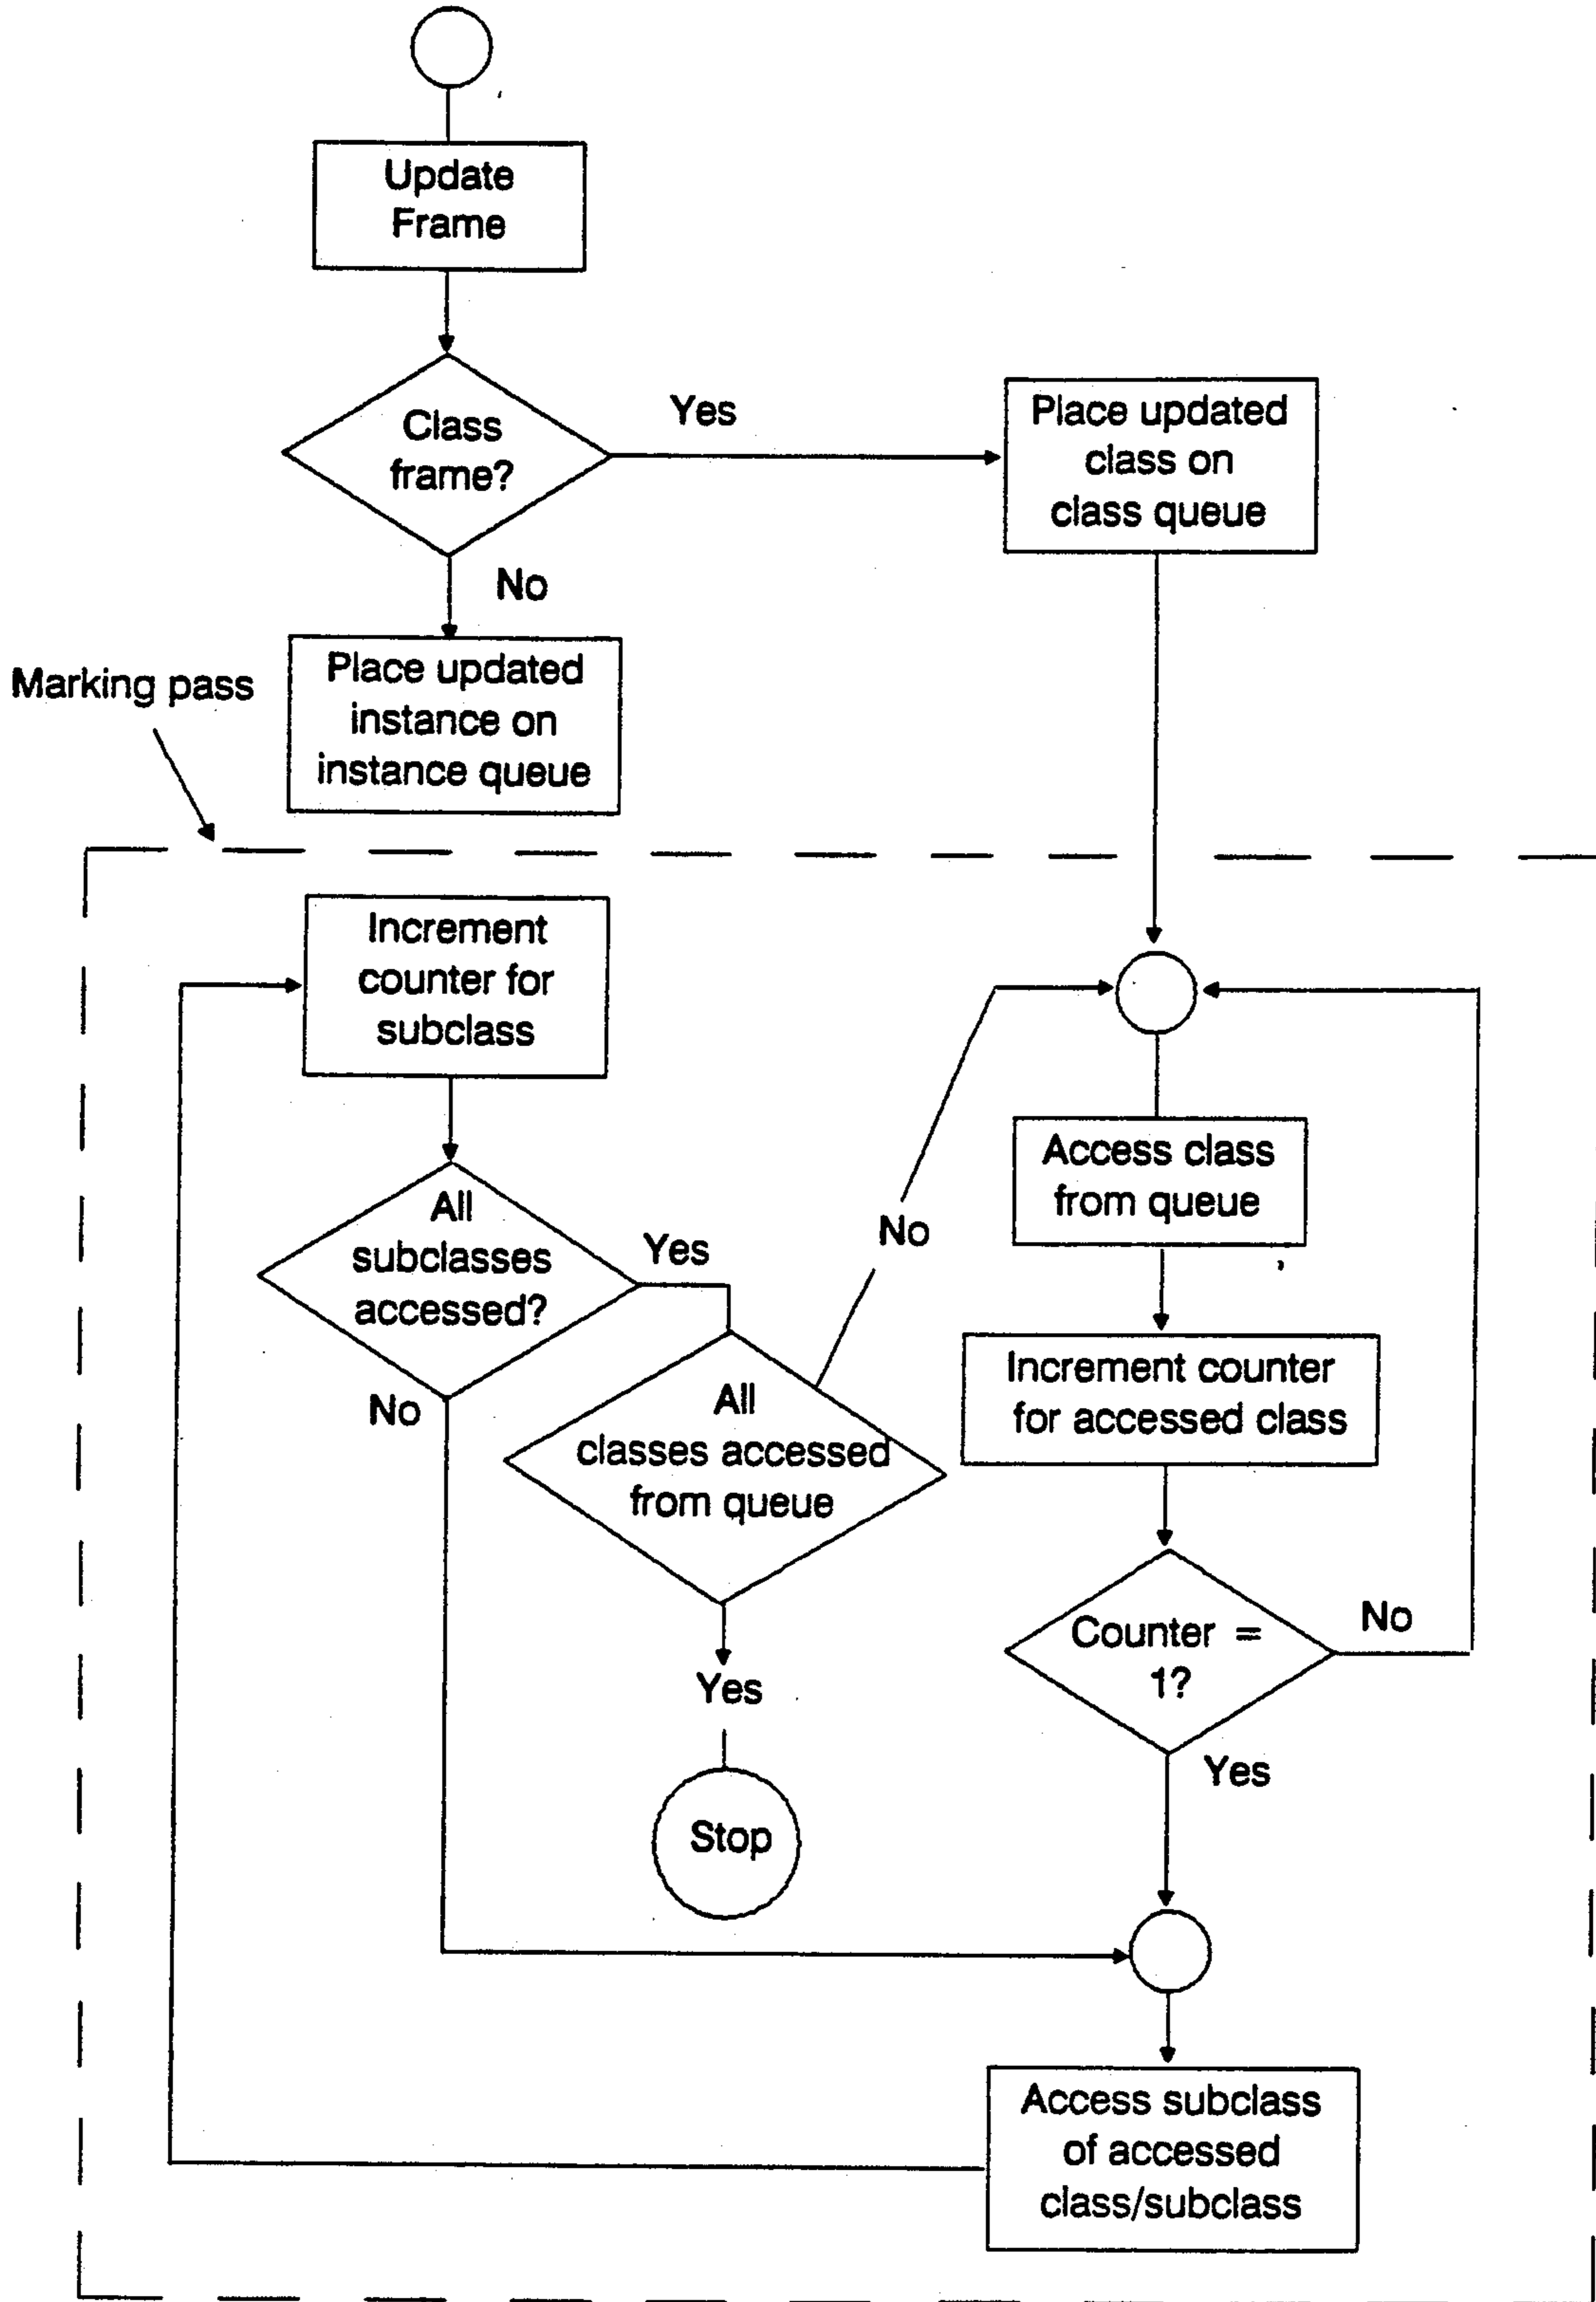 Update
Frame
Class
frame?
Yes
Place updated
class on
class queue
No
Place updated
instance on
instance queue
Marking pass
Increment
counter for
subclass
All
subclasses
accessed?
Yes
No
No
All
classes accessed
from queue
Yes
Stop
Access class
from queue
Increment counter
for accessed class
Counter =
1?
No
Yes
Access subclass
of accessed
class/subclass